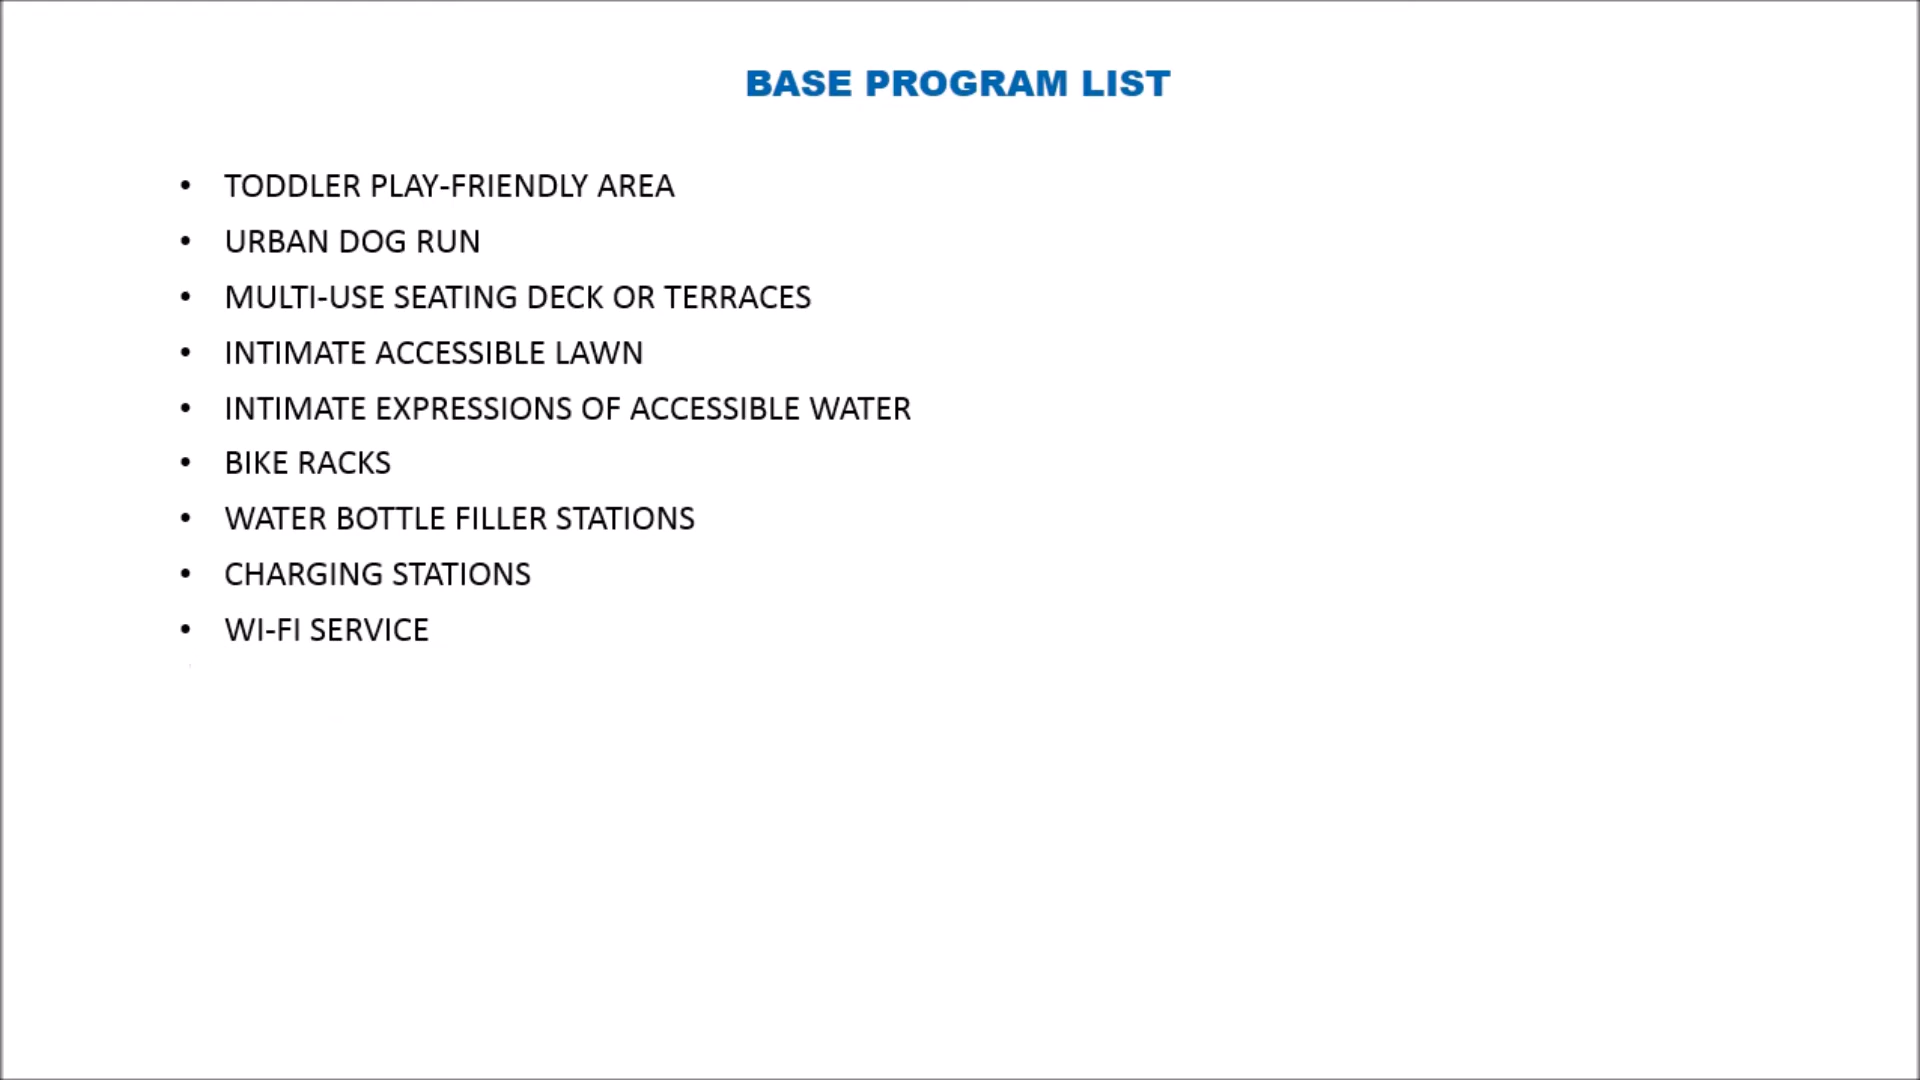 BASE PROGRAM LIST
• TODDLER PLAY-FRIENDLY AREA
• URBAN DOG RUN
• MULTI-USE SEATING DECK OR TERRACES
• INTIMATE ACCESSIBLE LAWN
• INTIMATE EXPRESSIONS OF ACCESSIBLE WATER
• BIKE RACKS
• WATER BOTTLE FILLER STATIONS
• CHARGING STATIONS
• WI-FI SERVICE